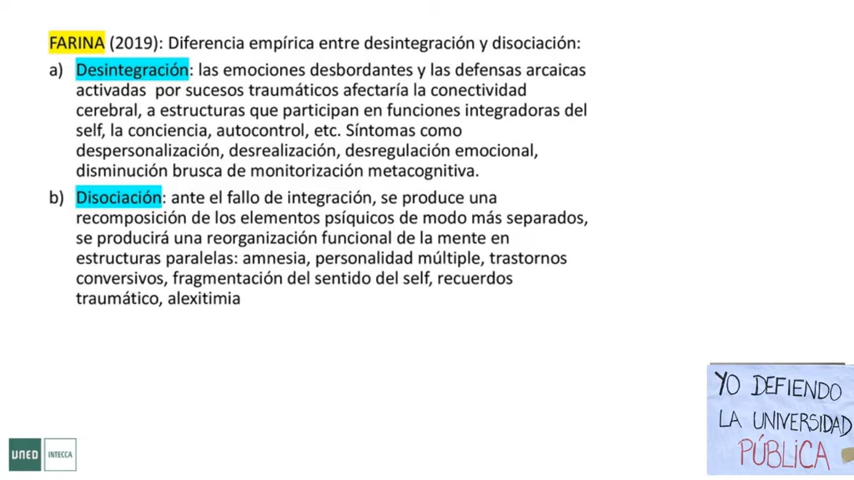 FARINA (2019): Diferencia empírica entre desintegración y disociación:
a) Desintegración: las emociones desbordantes y las defensas arcaicas
activadas por sucesos traumáticos afectaría la conectividad
cerebral, a estructuras que participan en funciones integradoras del
self, la conciencia, autocontrol, etc. Síntomas como
despersonalización, desrealización, desregulación emocional,
disminución brusca de monitorización metacognitiva.
b) Disociación: ante el fallo de integración, se produce una
recomposición de los elementos psíquicos de modo más separados,
se producirá una reorganización funcional de la mente en
estructuras paralelas: amnesia, personalidad múltiple, trastornos
conversivos, fragmentación del sentido del self, recuerdos
traumático, alexitimia
YO DEFIENDO
LA UNIVERSIDAD
PÚBLICA
UNED INTECCA